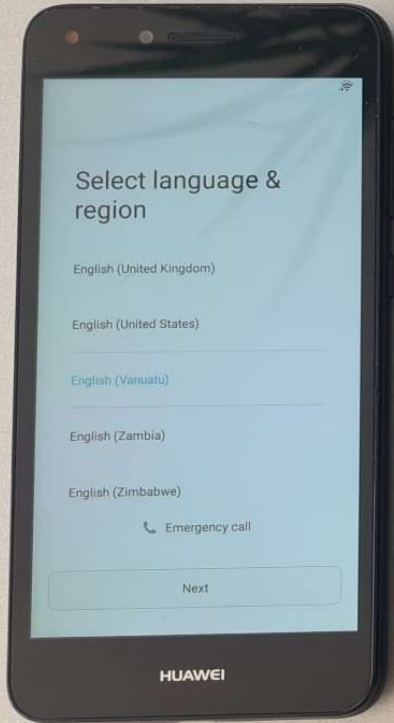 Select language &
region
English (United Kingdom)
English (United States)
English (Vanuatu)
English (Zambia)
English (Zimbabwe)
Emergency call
Next
HUAWEI